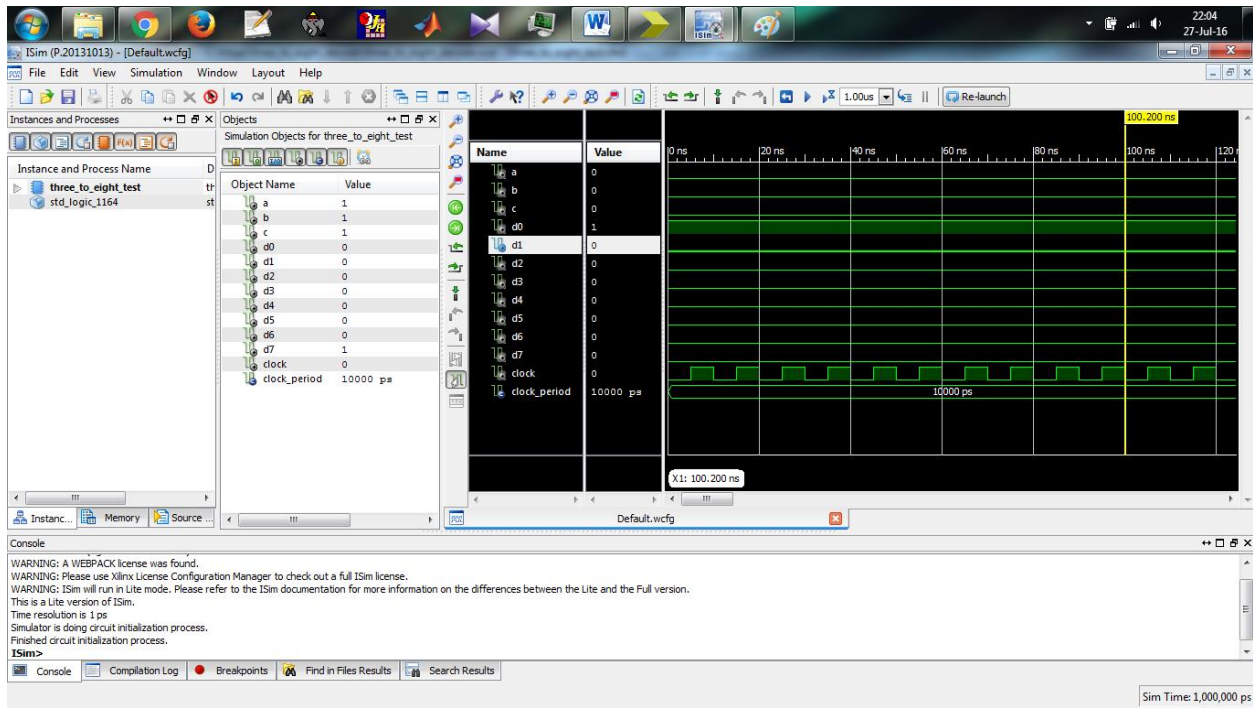 22:04
27-Jul-16
ISim (P.20131013) - [Default.wcfg]
File Edit View Simulation Window Layout Help
1.00us Re-launch
Instances and Processes
Instance and Process Name D
three_to_eight_test th
std_logic_1164 st
Instanc... Memory Source ...
Objects
Simulation Objects for three_to_eight_test
Object Name Value
a 1
b 1
c 1
d0 0
d1 0
d2 0
d3 0
d4 0
d5 0
d6 0
d7 1
clock 0
clock_period 10000 ps
100.200 ns
Name Value 0 ns 20 ns 40 ns 60 ns 80 ns 100 ns 120
a 0
b 0
c 0
d0 1
d1 0
d2 0
d3 0
d4 0
d5 0
d6 0
d7 0
clock 0
clock_period 10000 ps 10000 ps
X1: 100.200 ns
Default.wcfg
Console
WARNING: A WEBPACK license was found.
WARNING: Please use Xilinx License Configuration Manager to check out a full ISim license.
WARNING: ISim will run in Lite mode. Please refer to the ISim documentation for more information on the differences between the Lite and the Full version.
This is a Lite version of ISim.
Time resolution is 1 ps
Simulator is doing circuit initialization process.
Finished circuit initialization process.
ISim>
Console Compilation Log Breakpoints Find in Files Results Search Results
Sim Time: 1,000,000 ps